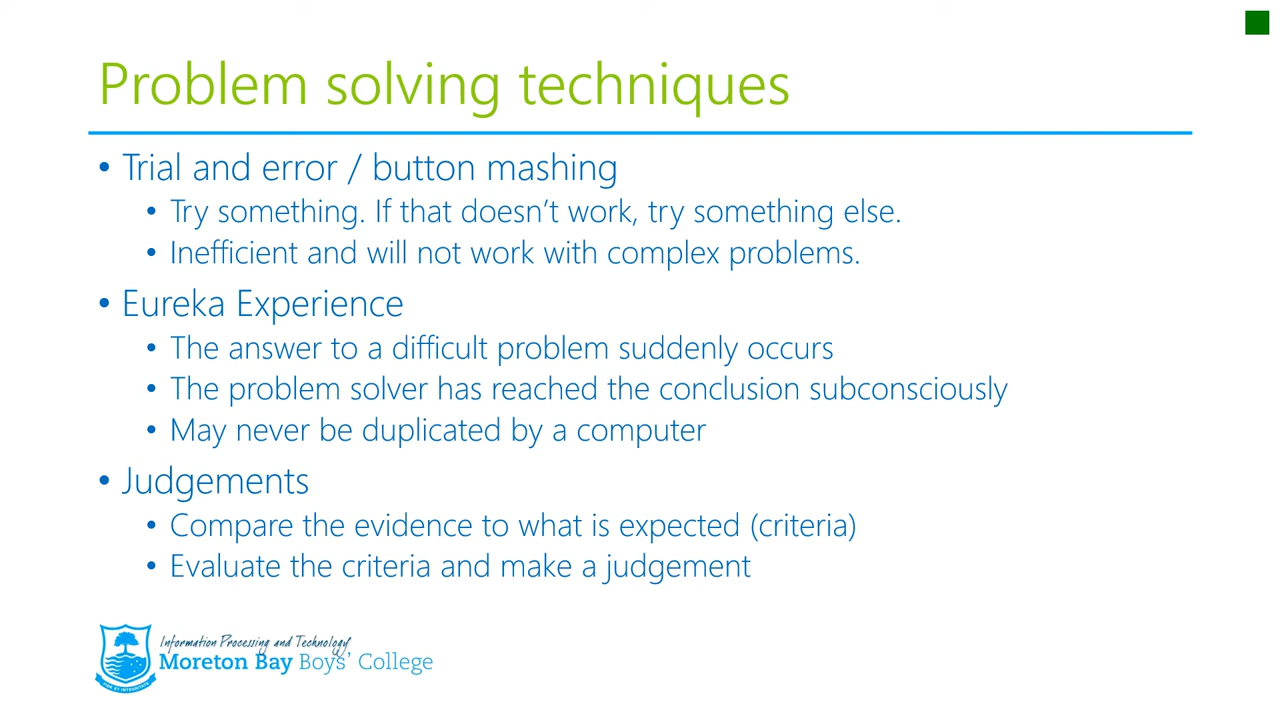 Problem solving techniques
• Trial and error / button mashing
• Try something. If that doesn't work, try something else.
• Inefficient and will not work with complex problems.
• Eureka Experience
• The answer to a difficult problem suddenly occurs
• The problem solver has reached the conclusion subconsciously
• May never be duplicated by a computer
• Judgements
• Compare the evidence to what is expected (criteria)
• Evaluate the criteria and make a judgement
Information Processing and Technology
Moreton Bay Boys' College